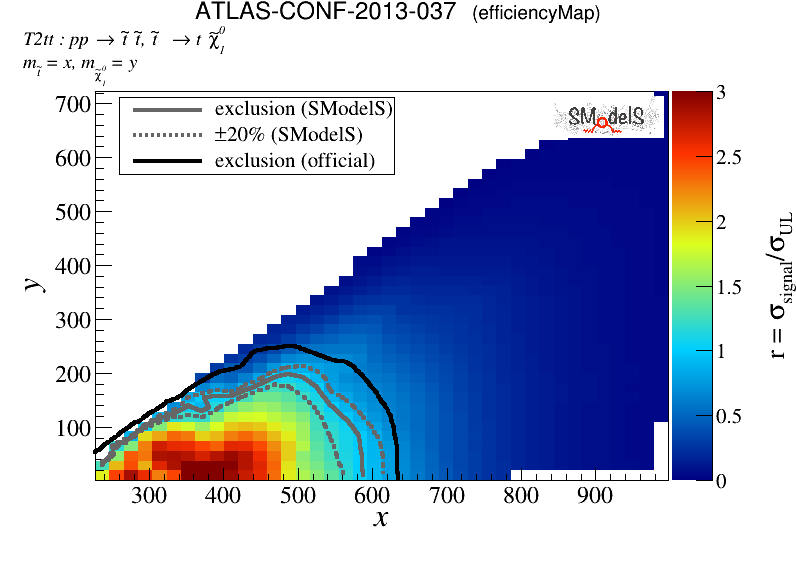 ATLAS-CONF-2013-037 (efficiencyMap)
T2tt : pp → t̃ t̃, t̃ → t χ̃₁⁰
m_t̃ = x, m_χ̃₁⁰ = y
exclusion (SModelS)
±20% (SModelS)
exclusion (official)
SModelS
700
600
500
400
300
200
100
y
300 400 500 600 700 800 900
x
3
2.5
2
1.5
1
0.5
0
r = σ_signal/σ_UL